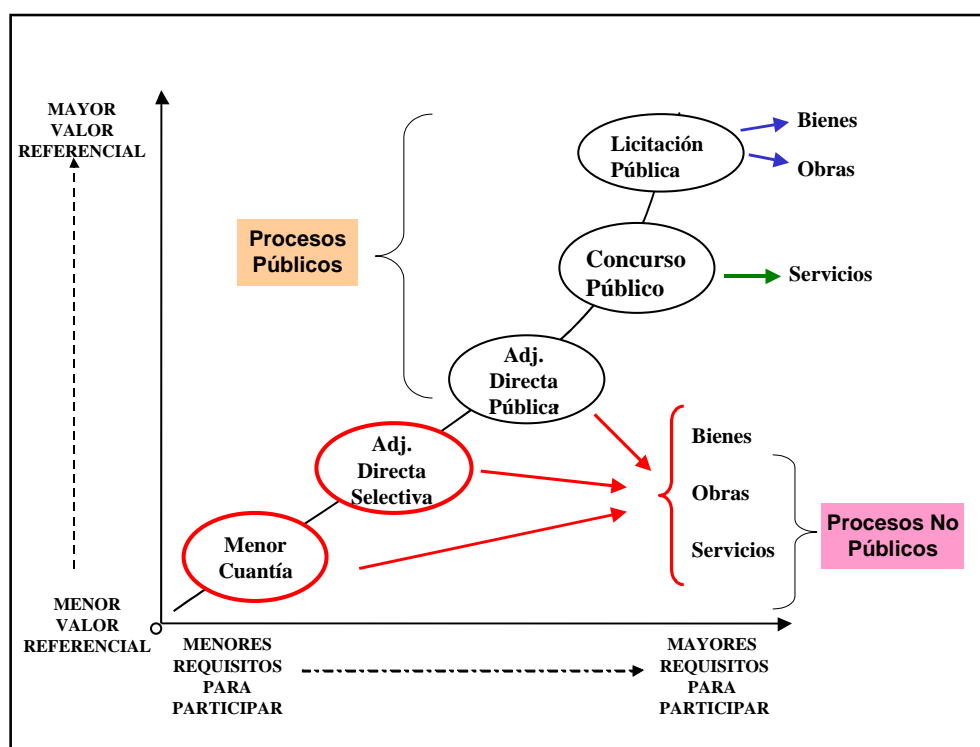 MAYOR
VALOR
REFERENCIAL
Procesos
Públicos
Licitación
Pública
Bienes
Obras
Concurso
Público
Servicios
Adj.
Directa
Pública
Adj.
Directa
Selectiva
Menor
Cuantía
Bienes
Obras
Servicios
Procesos No
Públicos
MENOR
VALOR
REFERENCIAL
MENORES
REQUISITOS
PARA
PARTICIPAR
MAYORES
REQUISITOS
PARA
PARTICIPAR